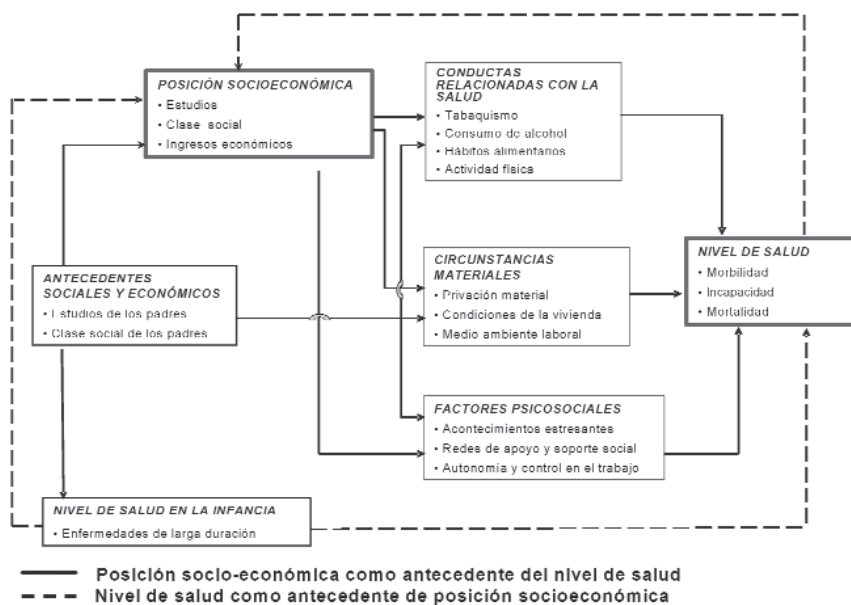 POSICIÓN SOCIOECONÓMICA
• Estudios
• Clase social
• Ingresos económicos
CONDUCTAS
RELACIONADAS CON LA
SALUD
• Tabaquismo
• Consumo de alcohol
• Hábitos alimentarios
• Actividad física
ANTECEDENTES
SOCIALES Y ECONÓMICOS
• Estudios de los padres
• Clase social de los padres
CIRCUNSTANCIAS
MATERIALES
• Privación material
• Condiciones de la vivienda
• Medio ambiente laboral
NIVEL DE SALUD
• Morbilidad
• Incapacidad
• Mortalidad
FACTORES PSICOSOCIALES
• Acontecimientos estresantes
• Redes de apoyo y soporte social
• Autonomía y control en el trabajo
NIVEL DE SALUD EN LA INFANCIA
• Enfermedades de larga duración
Posición socio-económica como antecedente del nivel de salud
Nivel de salud como antecedente de posición socioeconómica